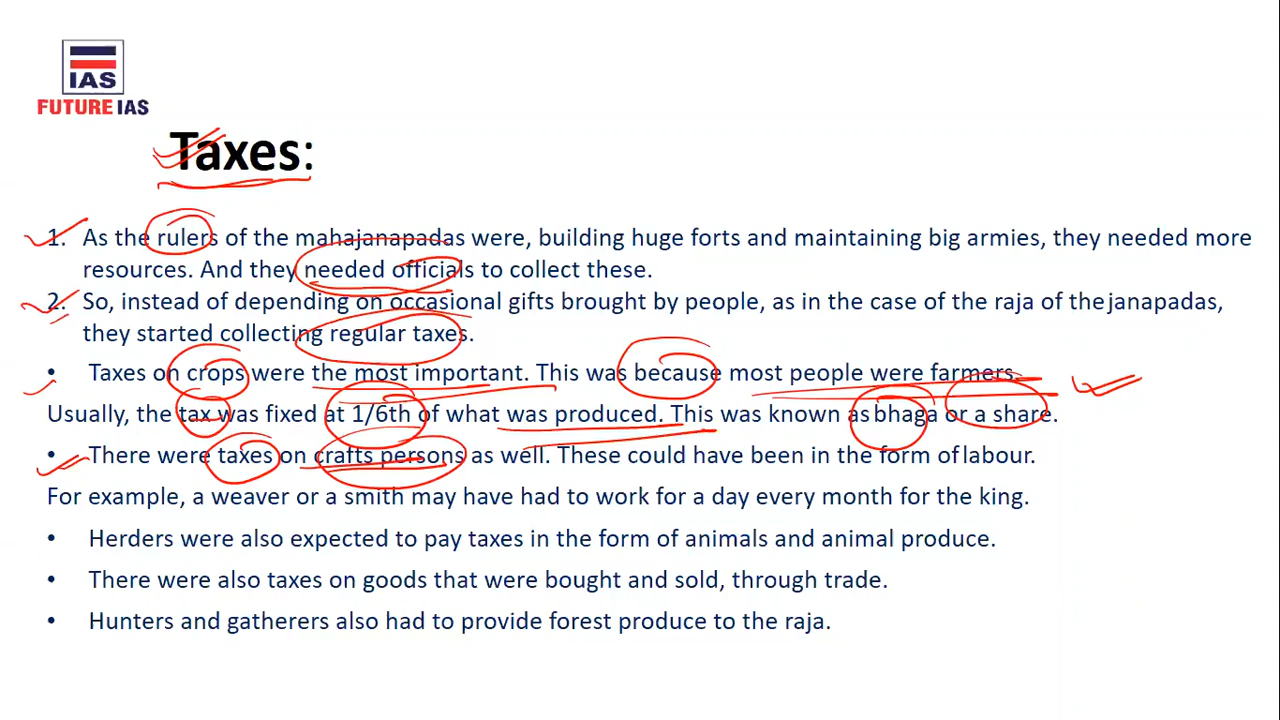 IAS
FUTURE IAS
Taxes:
1. As the rulers of the mahajanapadas were, building huge forts and maintaining big armies, they needed more
resources. And they needed officials to collect these.
2. So, instead of depending on occasional gifts brought by people, as in the case of the raja of the janapadas,
they started collecting regular taxes.
• Taxes on crops were the most important. This was because most people were farmers.
Usually, the tax was fixed at 1/6th of what was produced. This was known as bhaga or a share.
• There were taxes on crafts persons as well. These could have been in the form of labour.
For example, a weaver or a smith may have had to work for a day every month for the king.
• Herders were also expected to pay taxes in the form of animals and animal produce.
• There were also taxes on goods that were bought and sold, through trade.
• Hunters and gatherers also had to provide forest produce to the raja.